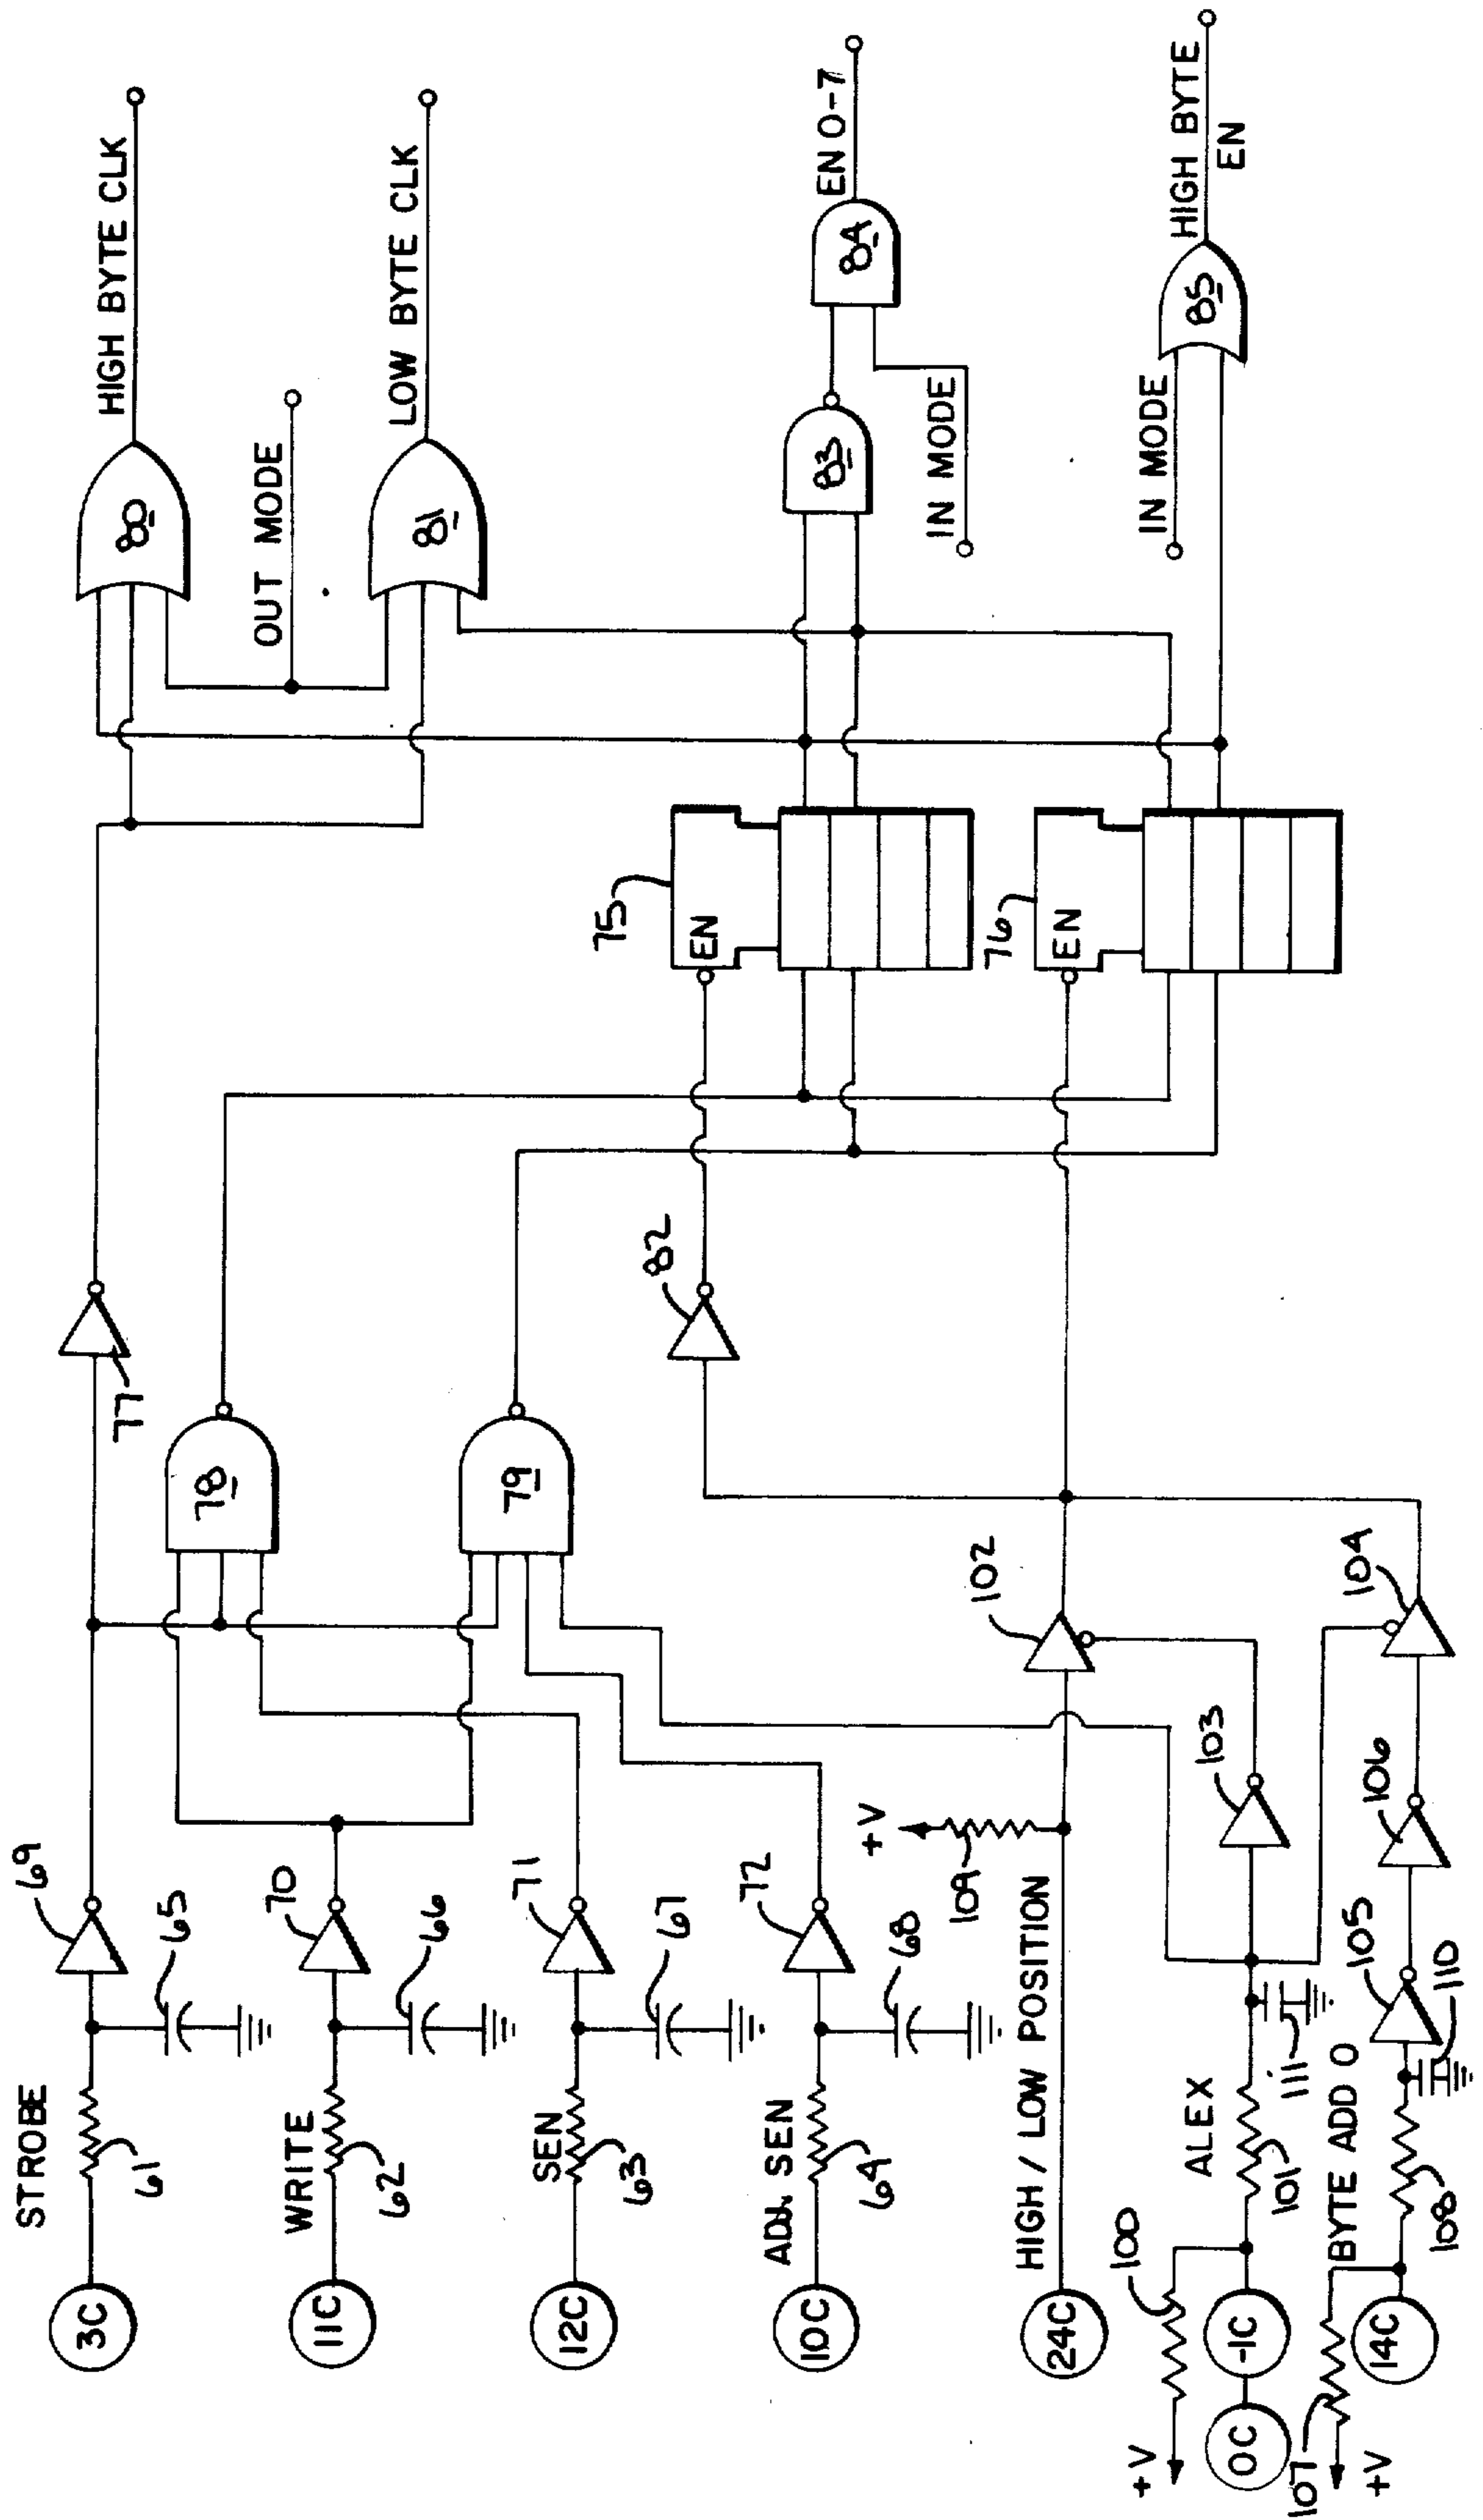 STROBE
3C
61
65
69
77
80
HIGH BYTE CLK
WRITE
11C
62
66
70
78
OUT MODE
SEN
12C
63
67
71
79
81
LOW BYTE CLK
ADJ. SEN
10C
64
68
72
82
75
EN
83
84
EN 0-7
IN MODE
HIGH / LOW POSITION
24C
109
+V
102
76
EN
IN MODE
85
HIGH BYTE
EN
ALEX
+V
100
0C
-1C
101
111
103
BYTE ADD 0
107
+V
14C
108
110
105
106
104